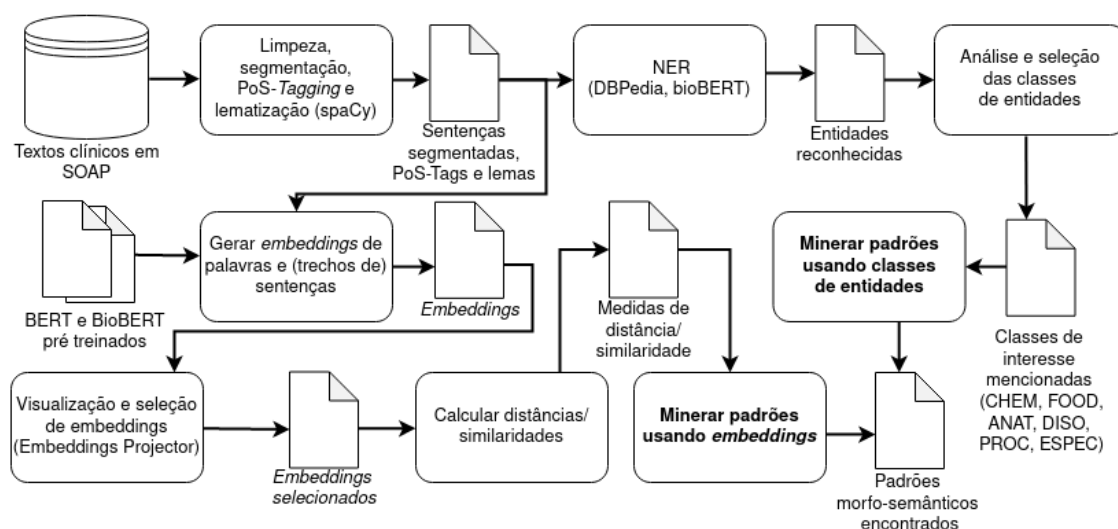 Limpeza,
segmentação,
PoS-Tagging e
lematização (spaCy)
NER
(DBPedia, bioBERT)
Análise e seleção
das classes
de entidades
Textos clínicos em
SOAP
Sentenças
segmentadas,
PoS-Tags e lemas
Entidades
reconhecidas
Gerar embeddings de
palavras e (trechos de)
sentenças
Minerar padrões
usando classes
de entidades
BERT e BioBERT
pré treinados
Embeddings
Medidas de
distância/
similaridade
Classes de
interesse
mencionadas
(CHEM, FOOD,
ANAT, DISO,
PROC, ESPEC)
Visualização e seleção
de embeddings
(Embeddings Projector)
Calcular distâncias/
similaridades
Minerar padrões
usando embeddings
Embeddings
selecionados
Padrões
morfo-semânticos
encontrados